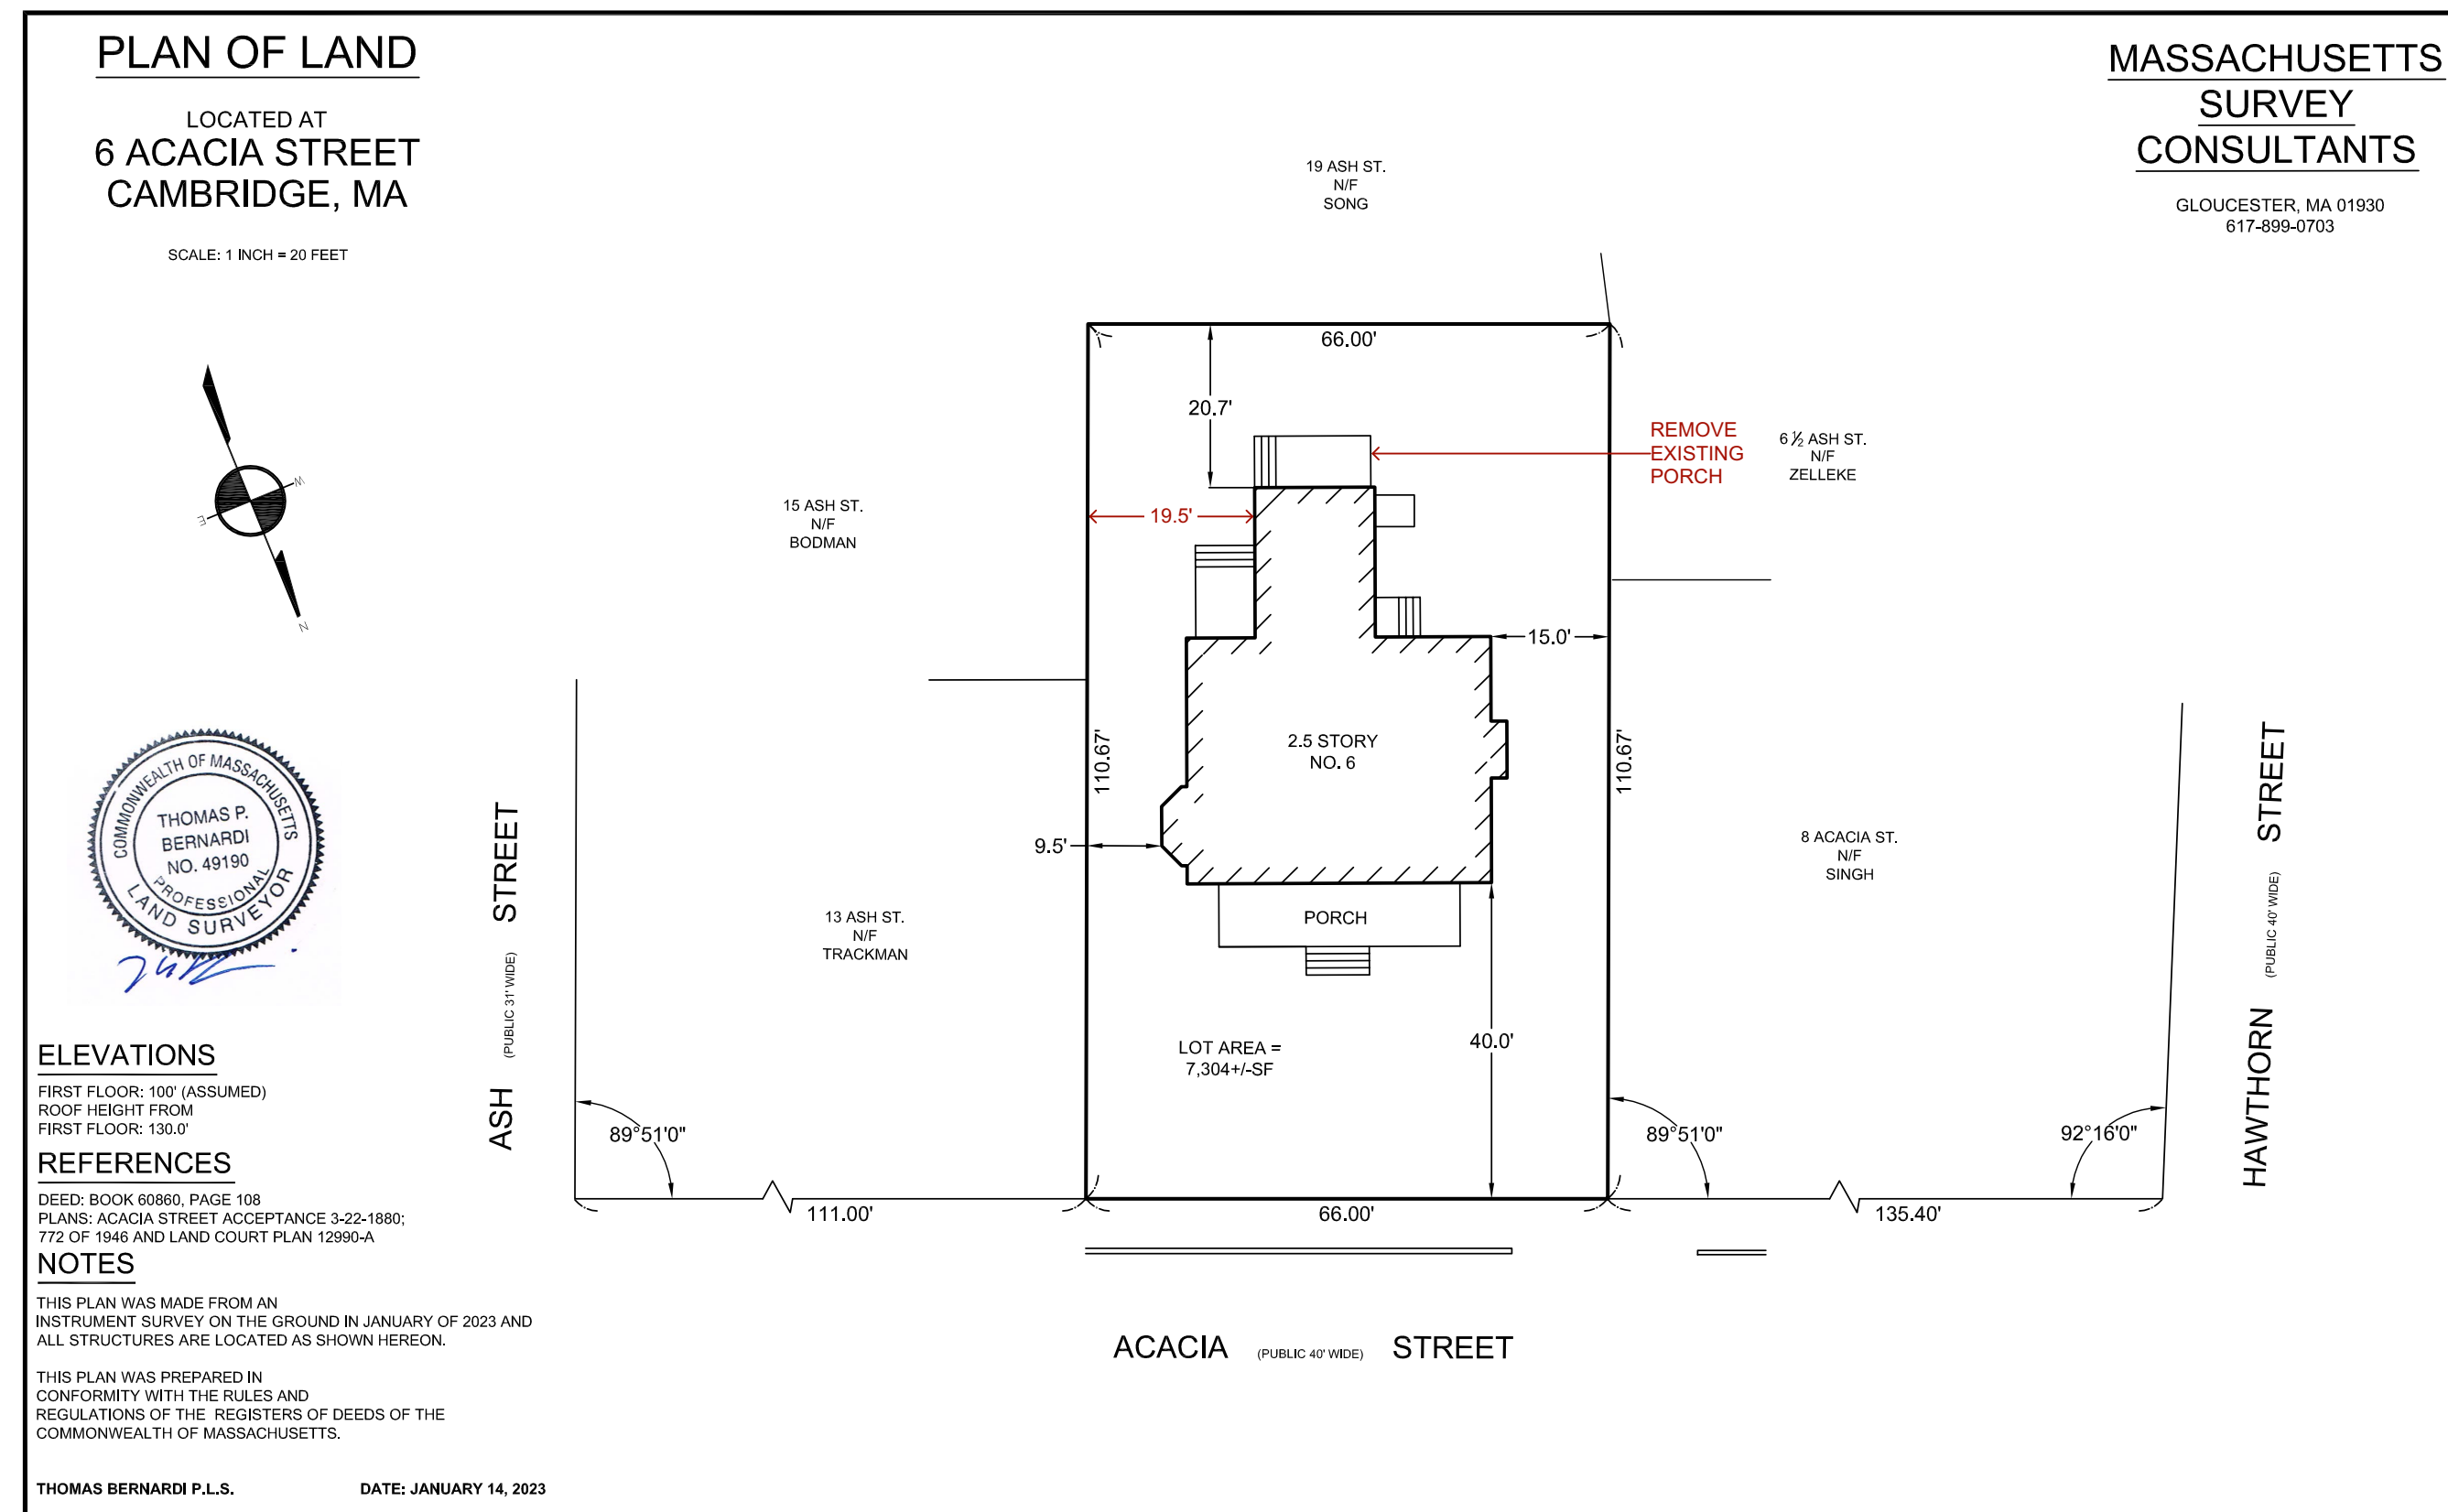 PLAN OF LAND
LOCATED AT
6 ACACIA STREET
CAMBRIDGE, MA
SCALE: 1 INCH = 20 FEET
MASSACHUSETTS
SURVEY
CONSULTANTS
GLOUCESTER, MA 01930
617-899-0703
19 ASH ST.
N/F
SONG
66.00'
20.7'
REMOVE
EXISTING
PORCH
6 ½ ASH ST.
N/F
ZELLEKE
W
E
N
15 ASH ST.
N/F
BODMAN
19.5'
15.0'
2.5 STORY
NO. 6
110.67'
110.67'
9.5'
8 ACACIA ST.
N/F
SINGH
13 ASH ST.
N/F
TRACKMAN
PORCH
LOT AREA =
7,304+/-SF
40.0'
ASH (PUBLIC 31' WIDE) STREET
HAWTHORN (PUBLIC 40' WIDE) STREET
89°51'0"
89°51'0"
92°16'0"
111.00'
66.00'
135.40'
ACACIA (PUBLIC 40' WIDE) STREET
COMMONWEALTH OF MASSACHUSETTS
THOMAS P.
BERNARDI
NO. 49190
PROFESSIONAL
LAND SURVEYOR
ELEVATIONS
FIRST FLOOR: 100' (ASSUMED)
ROOF HEIGHT FROM
FIRST FLOOR: 130.0'
REFERENCES
DEED: BOOK 60860, PAGE 108
PLANS: ACACIA STREET ACCEPTANCE 3-22-1880;
772 OF 1946 AND LAND COURT PLAN 12990-A
NOTES
THIS PLAN WAS MADE FROM AN
INSTRUMENT SURVEY ON THE GROUND IN JANUARY OF 2023 AND
ALL STRUCTURES ARE LOCATED AS SHOWN HEREON.
THIS PLAN WAS PREPARED IN
CONFORMITY WITH THE RULES AND
REGULATIONS OF THE REGISTERS OF DEEDS OF THE
COMMONWEALTH OF MASSACHUSETTS.
THOMAS BERNARDI P.L.S. DATE: JANUARY 14, 2023